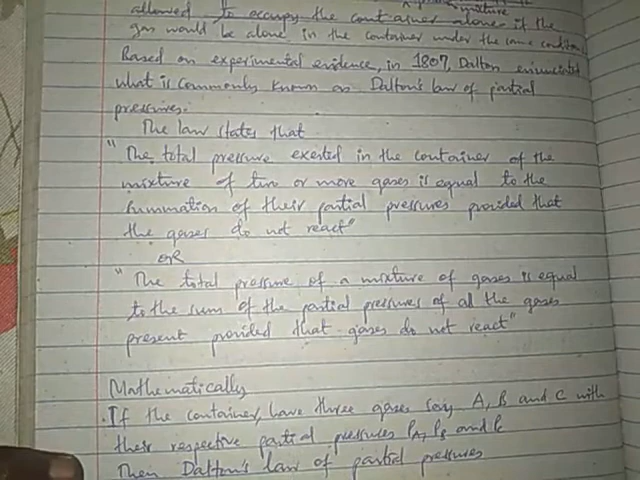 mixture
allowed to occupy the container alone if the
gas would be alone in the container under the same condition
Based on experimental evidence, in 1807, Dalton enunciated
what is commonly known as Dalton's law of partial
pressures.
The law states that
"The total pressure exerted in the container of the
mixture of two or more gases is equal to the
summation of their partial pressures provided that
the gases do not react"
OR
"The total pressure of a mixture of gases is equal
to the sum of the partial pressures of all the gases
present provided that gases do not react"
Mathematically
. If the container, have three gases say A, B and C with
their respective partial pressures PA, PB and PC
Then Dalton's law of partial pressures